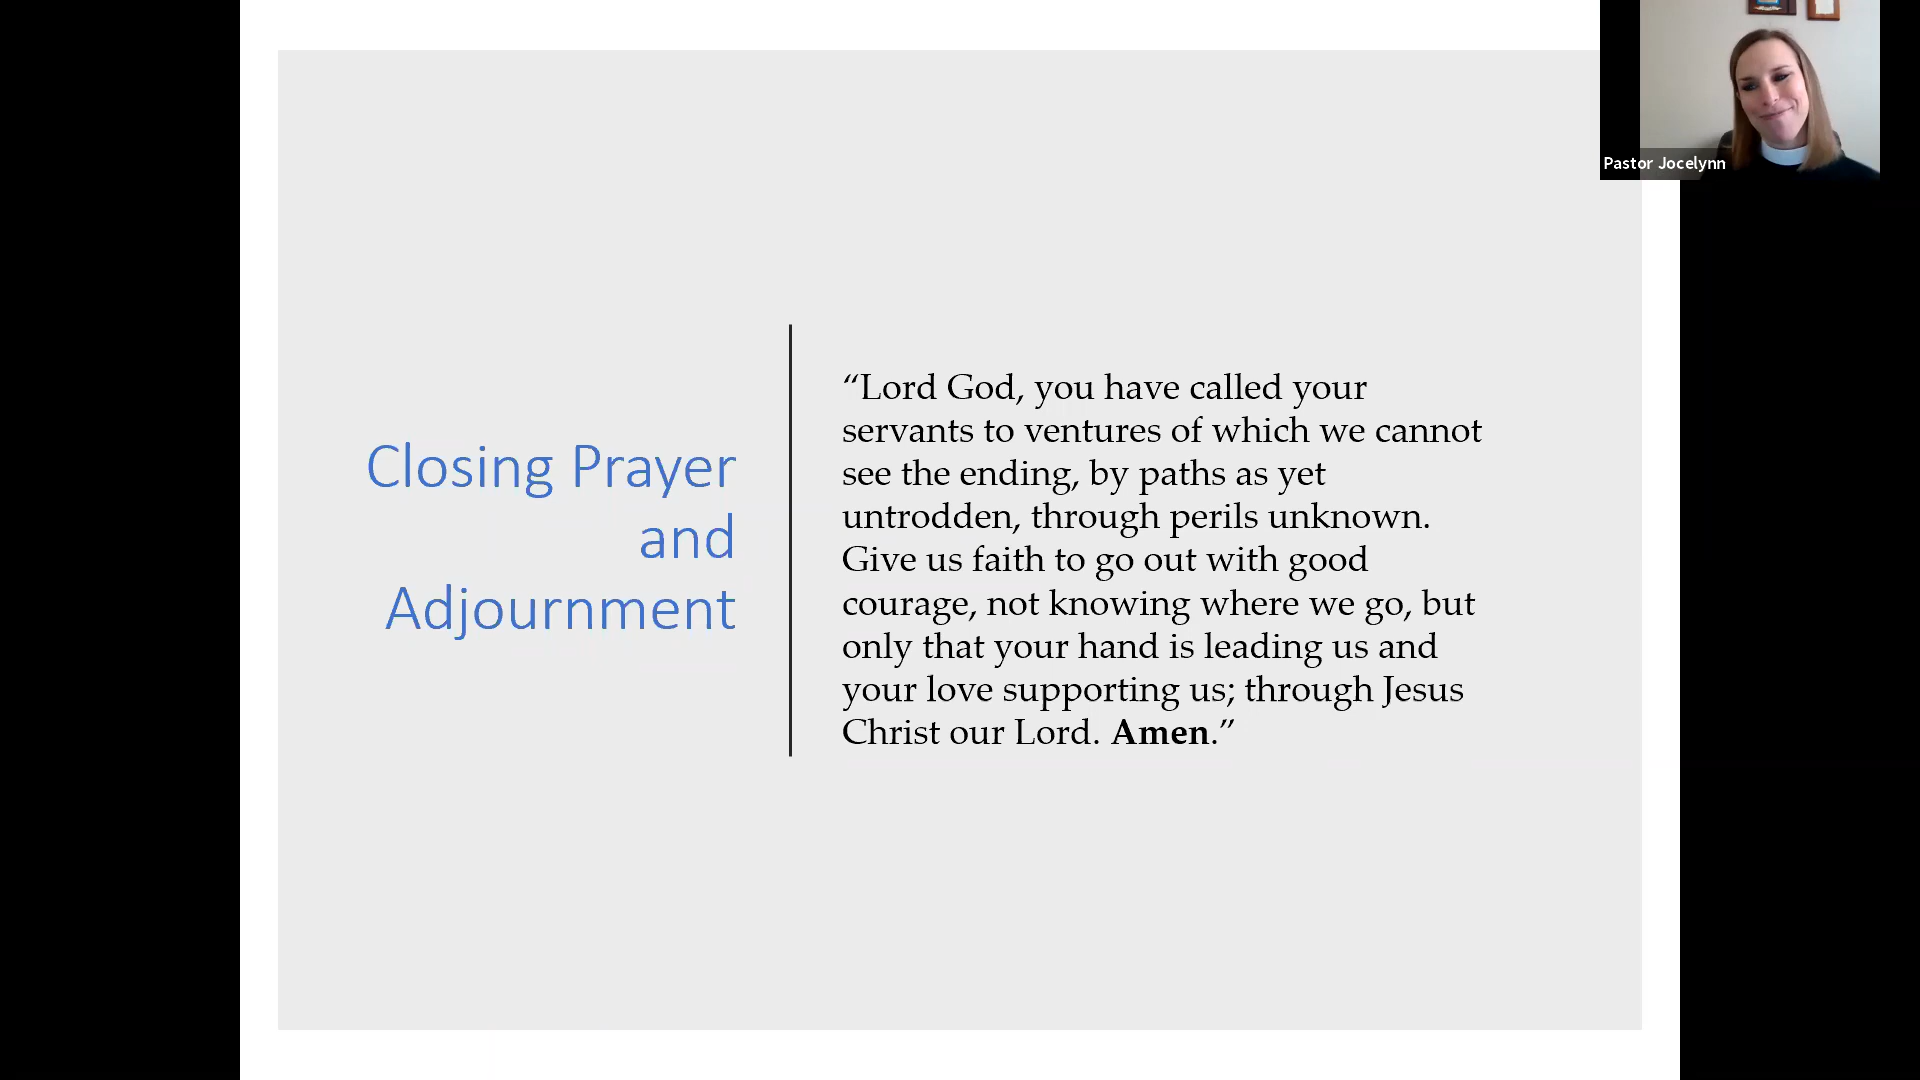 Pastor Jocelynn
Closing Prayer
and
Adjournment
“Lord God, you have called your
servants to ventures of which we cannot
see the ending, by paths as yet
untrodden, through perils unknown.
Give us faith to go out with good
courage, not knowing where we go, but
only that your hand is leading us and
your love supporting us; through Jesus
Christ our Lord. Amen.”